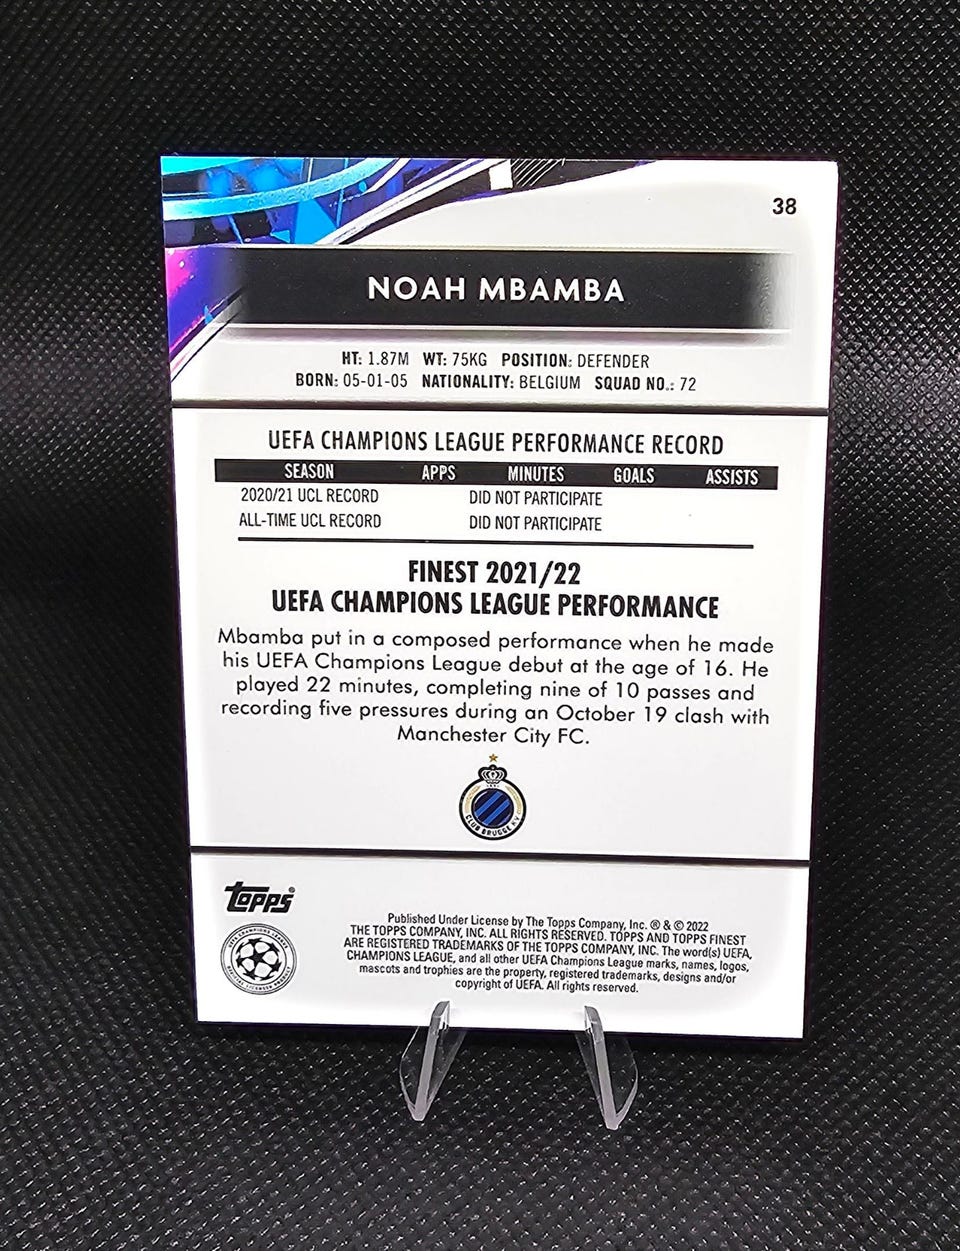 38
NOAH MBAMBA
HT: 1.87M WT: 75KG POSITION: DEFENDER
BORN: 05-01-05 NATIONALITY: BELGIUM SQUAD NO.: 72
UEFA CHAMPIONS LEAGUE PERFORMANCE RECORD
SEASON APPS MINUTES GOALS ASSISTS
2020/21 UCL RECORD DID NOT PARTICIPATE
ALL-TIME UCL RECORD DID NOT PARTICIPATE
FINEST 2021/22
UEFA CHAMPIONS LEAGUE PERFORMANCE
Mbamba put in a composed performance when he made
his UEFA Champions League debut at the age of 16. He
played 22 minutes, completing nine of 10 passes and
recording five pressures during an October 19 clash with
Manchester City FC.
CLUB BRUGGE K.V.
Topps®
UEFA CHAMPIONS LEAGUE
OFFICIAL LICENSED PRODUCT
Published Under License by The Topps Company, Inc. ® & © 2022
THE TOPPS COMPANY, INC. ALL RIGHTS RESERVED. TOPPS AND TOPPS FINEST
ARE REGISTERED TRADEMARKS OF THE TOPPS COMPANY, INC. The word(s) UEFA,
CHAMPIONS LEAGUE, and all other UEFA Champions League marks, names, logos,
mascots and trophies are the property, registered trademarks, designs and/or
copyright of UEFA. All rights reserved.